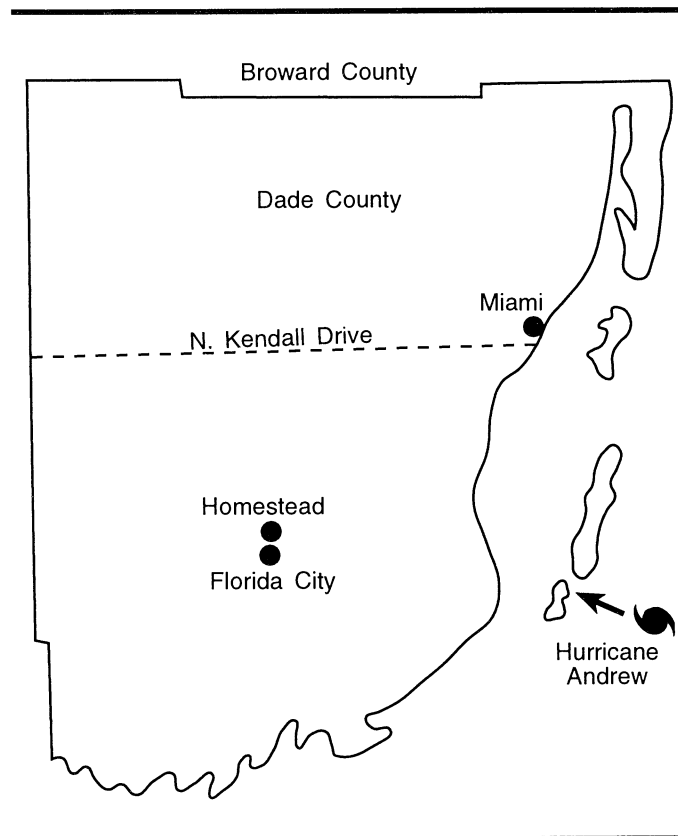 Broward County
Dade County
Miami
N. Kendall Drive
Homestead
Florida City
Hurricane
Andrew